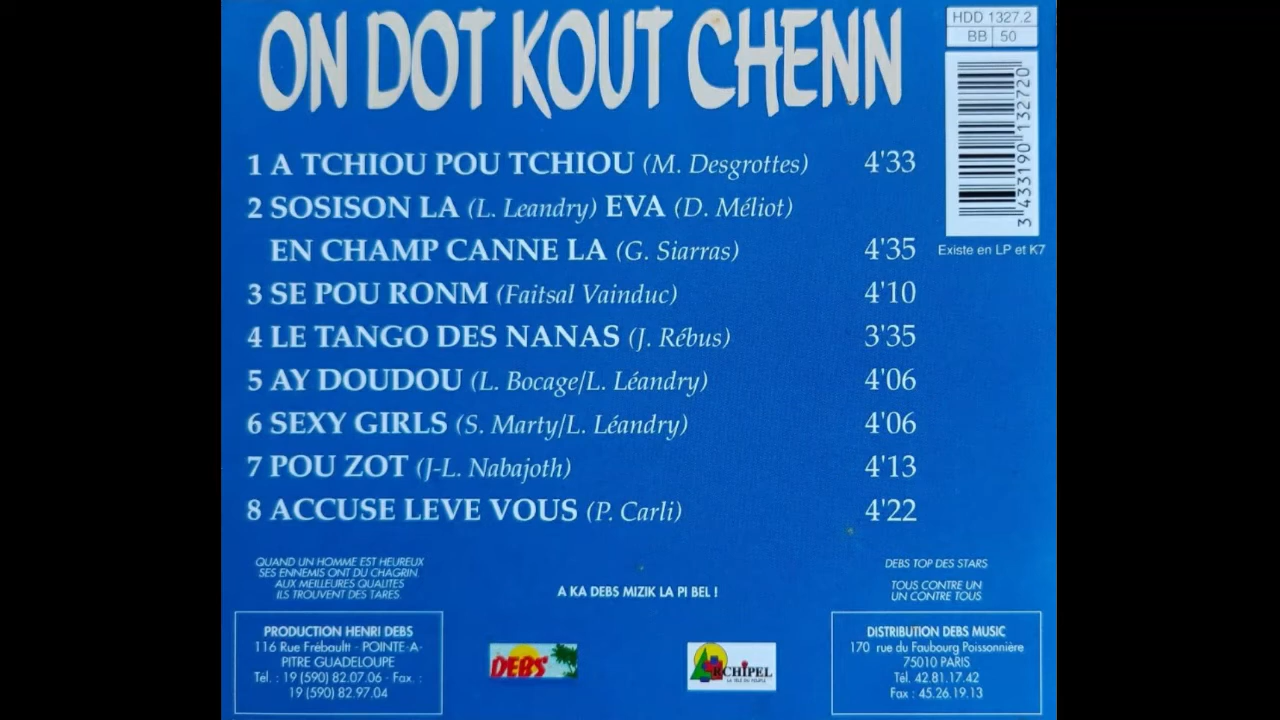 ON DOT KOUT CHENN
HDD 1327.2
BB 50
3 433190 132720
Existe en LP et K7
1 A TCHIOU POU TCHIOU (M. Desgrottes) 4'33
2 SOSISON LA (L. Leandry) EVA (D. Méliot)
EN CHAMP CANNE LA (G. Siarras) 4'35
3 SE POU RONM (Faitsal Vainduc) 4'10
4 LE TANGO DES NANAS (J. Rébus) 3'35
5 AY DOUDOU (L. Bocage/L. Léandry) 4'06
6 SEXY GIRLS (S. Marty/L. Léandry) 4'06
7 POU ZOT (J-L. Nabajoth) 4'13
8 ACCUSE LEVE VOUS (P. Carli) 4'22
QUAND UN HOMME EST HEUREUX
SES ENNEMIS ONT DU CHAGRIN.
AUX MEILLEURES QUALITES
ILS TROUVENT DES TARES.
A KA DEBS MIZIK LA PI BEL !
DEBS TOP DES STARS
TOUS CONTRE UN
UN CONTRE TOUS
PRODUCTION HENRI DEBS
116 Rue Frébault - POINTE-A-
PITRE GUADELOUPE
Tél. : 19 (590) 82.07.06 - Fax. :
19 (590) 82.97.04
DEBS
ARCHIPEL
LA TÉLÉ DU PEUPLE
DISTRIBUTION DEBS MUSIC
170 rue du Faubourg Poissonnière
75010 PARIS
Tél. 42.81.17.42
Fax : 45.26.19.13